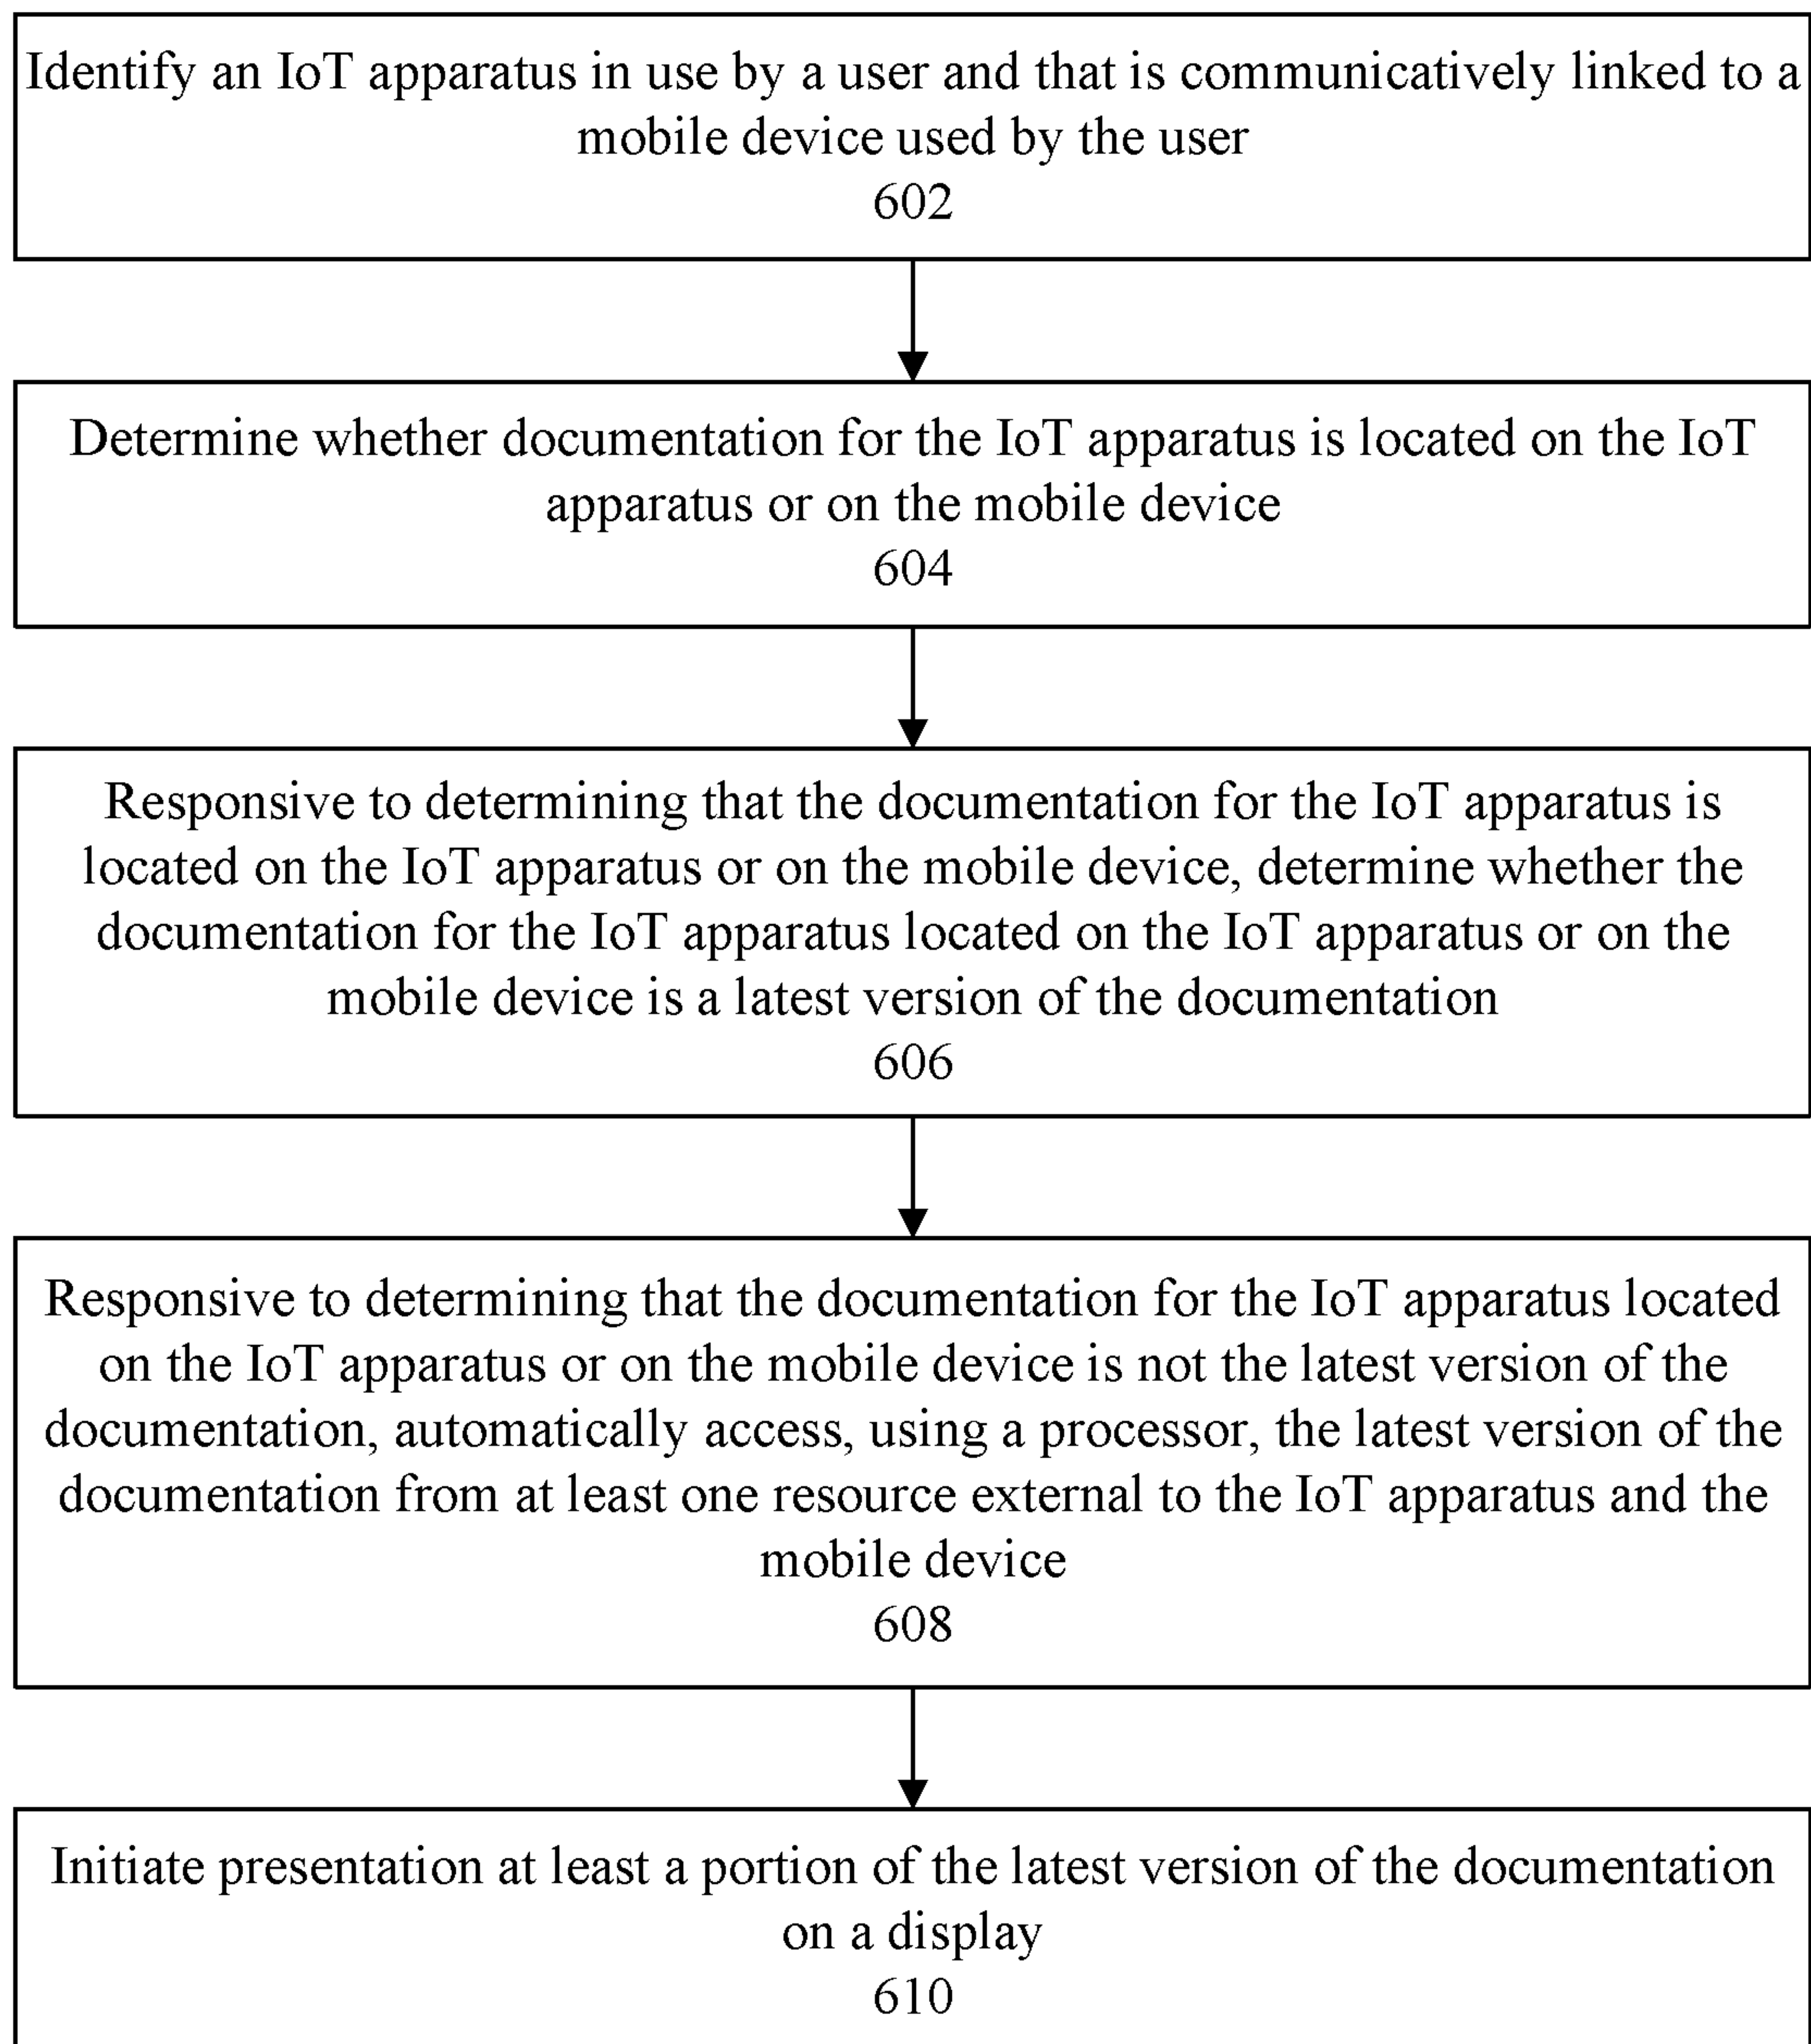 Identify an IoT apparatus in use by a user and that is communicatively linked to a
mobile device used by the user
602
Determine whether documentation for the IoT apparatus is located on the IoT
apparatus or on the mobile device
604
Responsive to determining that the documentation for the IoT apparatus is
located on the IoT apparatus or on the mobile device, determine whether the
documentation for the IoT apparatus located on the IoT apparatus or on the
mobile device is a latest version of the documentation
606
Responsive to determining that the documentation for the IoT apparatus located
on the IoT apparatus or on the mobile device is not the latest version of the
documentation, automatically access, using a processor, the latest version of the
documentation from at least one resource external to the IoT apparatus and the
mobile device
608
Initiate presentation at least a portion of the latest version of the documentation
on a display
610